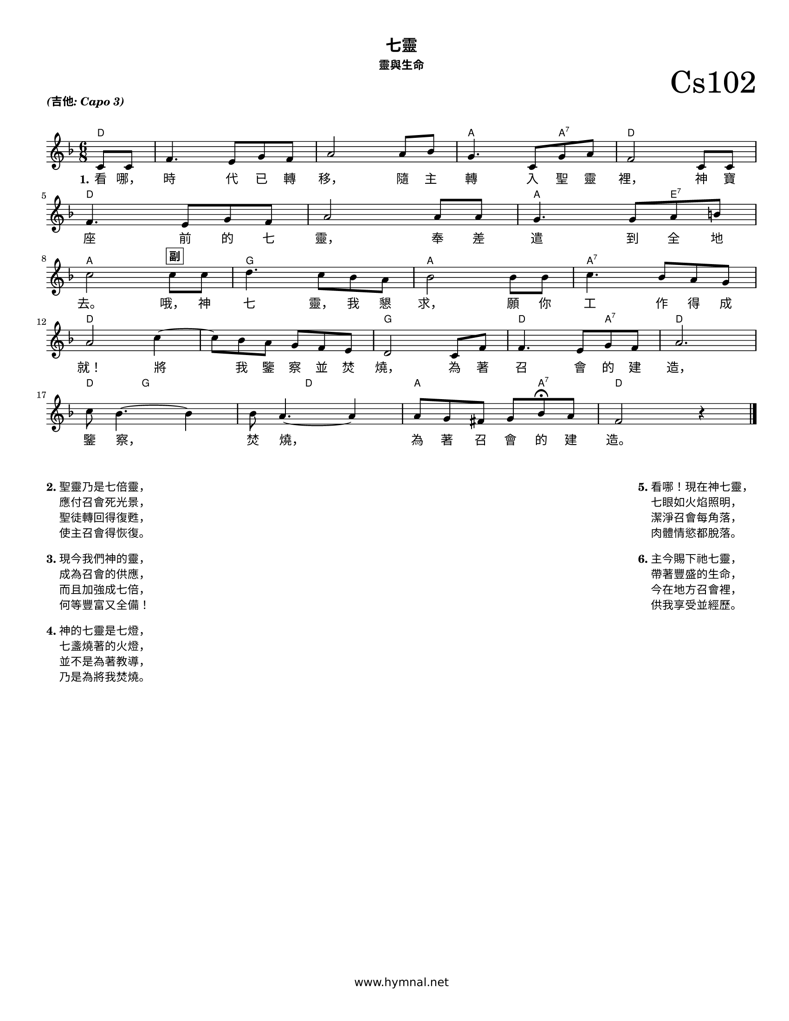 七靈
靈與生命
Cs102
(吉他: Capo 3)
D A A7 D
6
8
1. 看 哪， 時 代 已 轉 移， 隨 主 轉 入 聖 靈 裡， 神 寶
5 D A E7
座 前 的 七 靈， 奉 差 遣 到 全 地
副
8 A G A A7
去。 哦， 神 七 靈， 我 懇 求， 願 你 工 作 得 成
12 D G D A7 D
就！ 將 我 鑒 察 並 焚 燒， 為 著 召 會 的 建 造，
17 D G D A A7 D
鑒 察， 焚 燒， 為 著 召 會 的 建 造。
2. 聖靈乃是七倍靈，
應付召會死光景，
聖徒轉回得復甦，
使主召會得恢復。
3. 現今我們神的靈，
成為召會的供應，
而且加強成七倍，
何等豐富又全備！
4. 神的七靈是七燈，
七盞燒著的火燈，
並不是為著教導，
乃是為將我焚燒。
5. 看哪！現在神七靈，
七眼如火焰照明，
潔淨召會每角落，
肉體情慾都脫落。
6. 主今賜下祂七靈，
帶著豐盛的生命，
今在地方召會裡，
供我享受並經歷。
www.hymnal.net